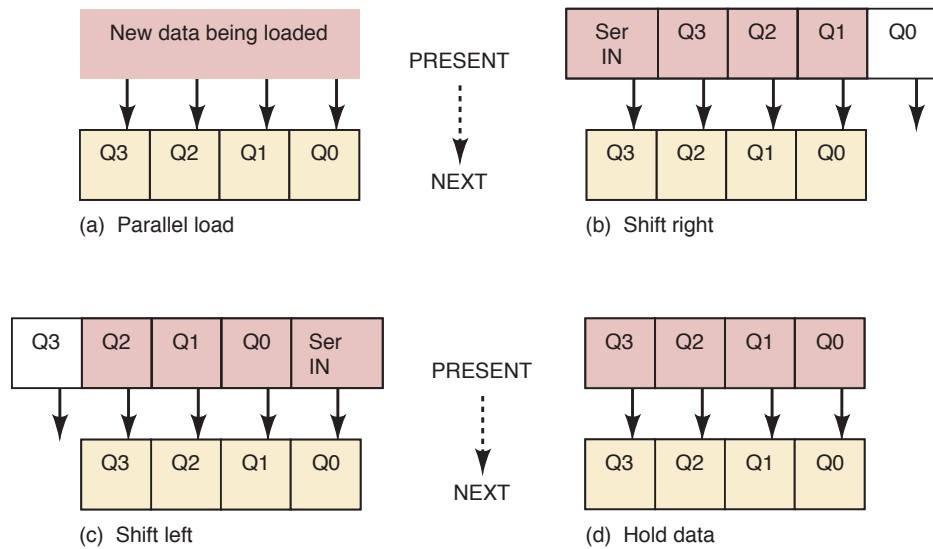 New data being loaded
Q3 Q2 Q1 Q0
(a) Parallel load
PRESENT
NEXT
Ser IN Q3 Q2 Q1 Q0
Q3 Q2 Q1 Q0
(b) Shift right
Q3 Q2 Q1 Q0 Ser IN
Q3 Q2 Q1 Q0
(c) Shift left
PRESENT
NEXT
Q3 Q2 Q1 Q0
Q3 Q2 Q1 Q0
(d) Hold data